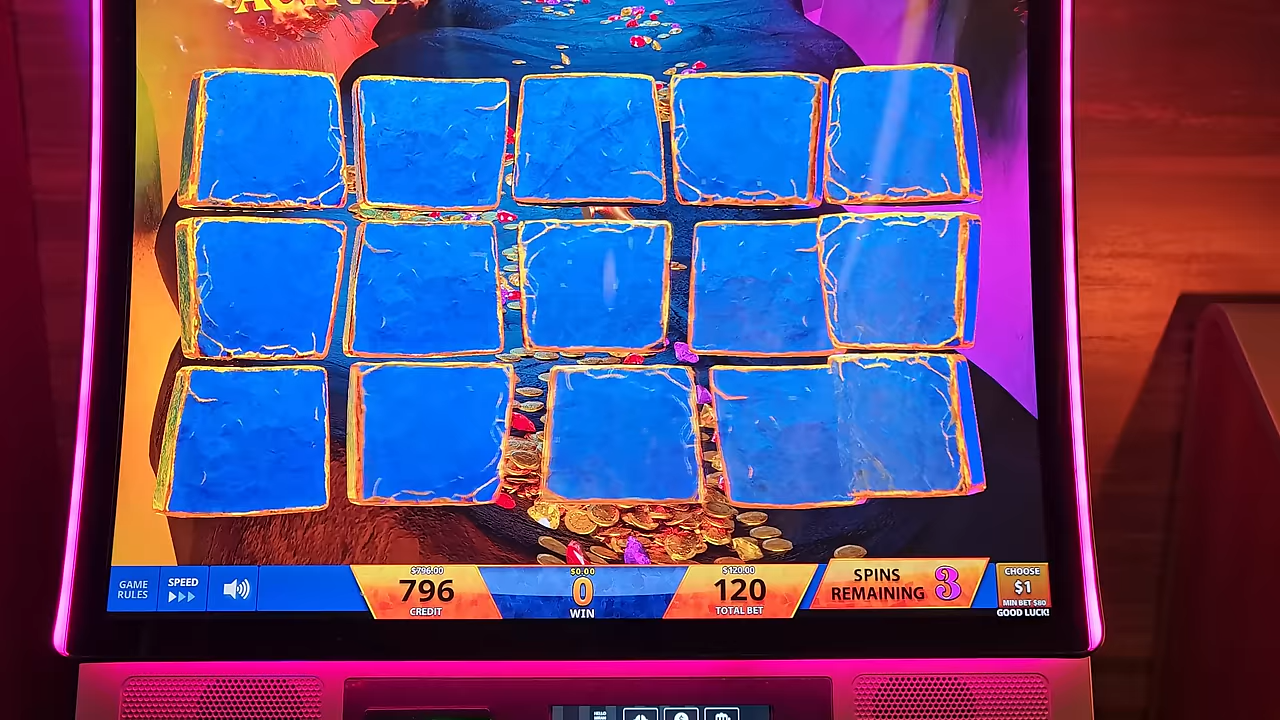 ACTIVE
GAME
RULES
SPEED
$796.00
796
CREDIT
$0.00
0
WIN
$120.00
120
TOTAL BET
SPINS
REMAINING 3
CHOOSE
$1
MIN BET $80
GOOD LUCK!